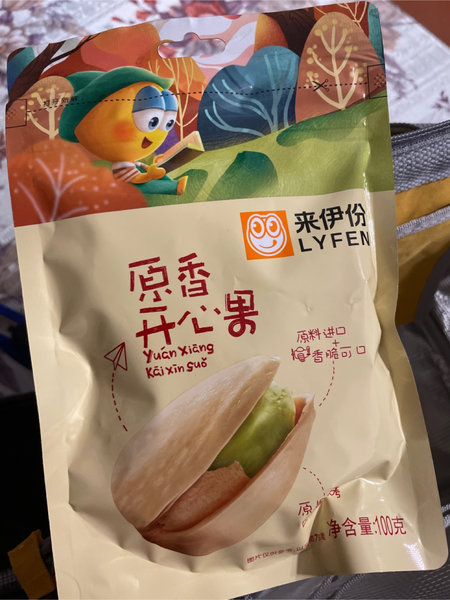 来伊份
LYFEN
原香
开心果
Yuán Xiāng
Kāi xīn guǒ
原料进口
香脆可口
净含量:100克